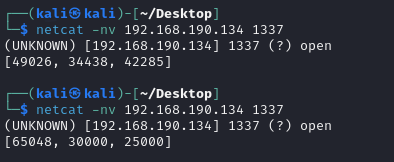 ┌──(kali㉿kali)-[~/Desktop]
└─$ netcat -nv 192.168.190.134 1337
(UNKNOWN) [192.168.190.134] 1337 (?) open
[49026, 34438, 42285]
┌──(kali㉿kali)-[~/Desktop]
└─$ netcat -nv 192.168.190.134 1337
(UNKNOWN) [192.168.190.134] 1337 (?) open
[65048, 30000, 25000]